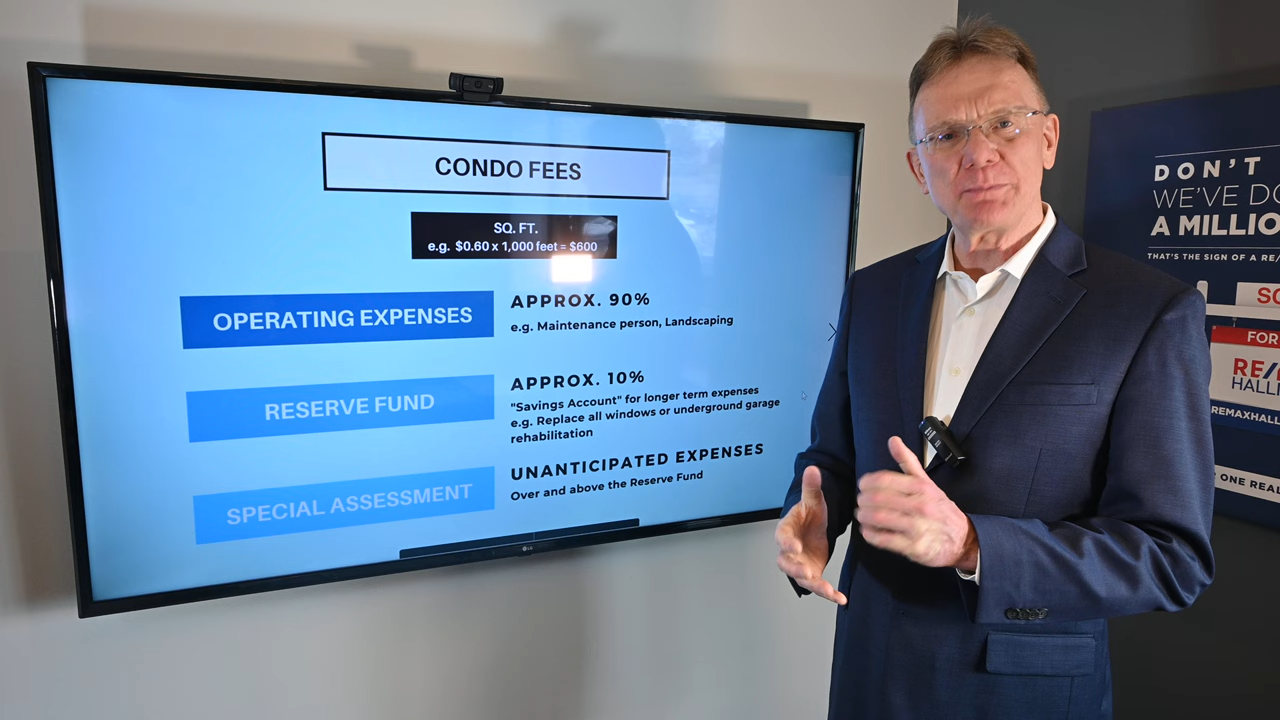 CONDO FEES
SQ. FT.
e.g. $0.60 x 1,000 feet = $600
OPERATING EXPENSES
APPROX. 90%
e.g. Maintenance person, Landscaping
RESERVE FUND
APPROX. 10%
"Savings Account" for longer term expenses
e.g. Replace all windows or underground garage
rehabilitation
SPECIAL ASSESSMENT
UNANTICIPATED EXPENSES
Over and above the Reserve Fund
LG
DON'T
WE'VE DO
A MILLIO
THAT'S THE SIGN OF A RE/
SO
FOR
RE/
HALL
REMAXHALL
ONE REAL